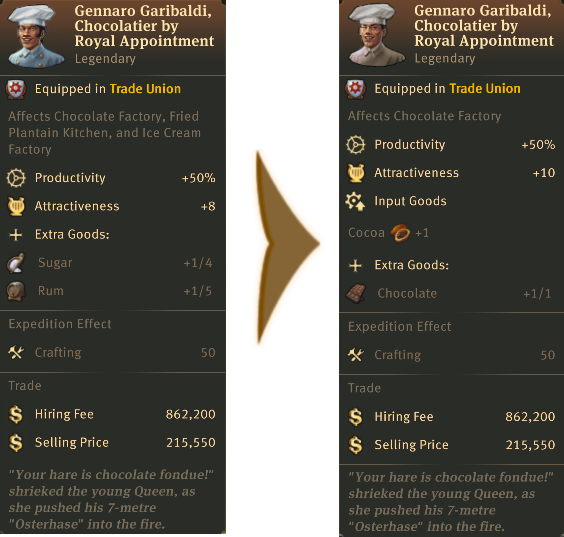 Gennaro Garibaldi,
Chocolatier by
Royal Appointment
Legendary
Equipped in Trade Union
Affects Chocolate Factory, Fried
Plantain Kitchen, and Ice Cream
Factory
Productivity +50%
Attractiveness +8
Extra Goods:
Sugar +1/4
Rum +1/5
Expedition Effect
Crafting 50
Trade
Hiring Fee 862,200
Selling Price 215,550
"Your hare is chocolate fondue!"
shrieked the young Queen, as
she pushed his 7-metre
"Osterhase" into the fire.
Gennaro Garibaldi,
Chocolatier by
Royal Appointment
Legendary
Equipped in Trade Union
Affects Chocolate Factory
Productivity +50%
Attractiveness +10
Input Goods
Cocoa +1
Extra Goods:
Chocolate +1/1
Expedition Effect
Crafting 50
Trade
Hiring Fee 862,200
Selling Price 215,550
"Your hare is chocolate fondue!"
shrieked the young Queen, as
she pushed his 7-metre
"Osterhase" into the fire.